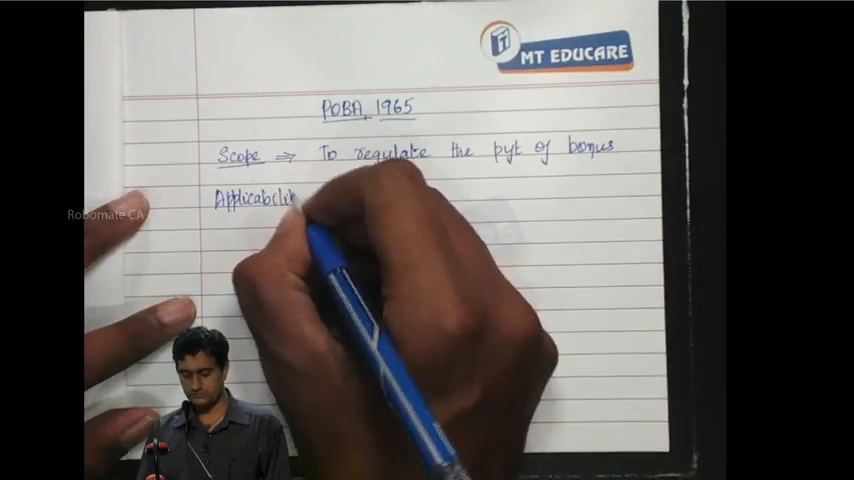 MT EDUCARE
POBA, 1965
Scope ⇒ To regulate the pyt of bonus
Robomate CA